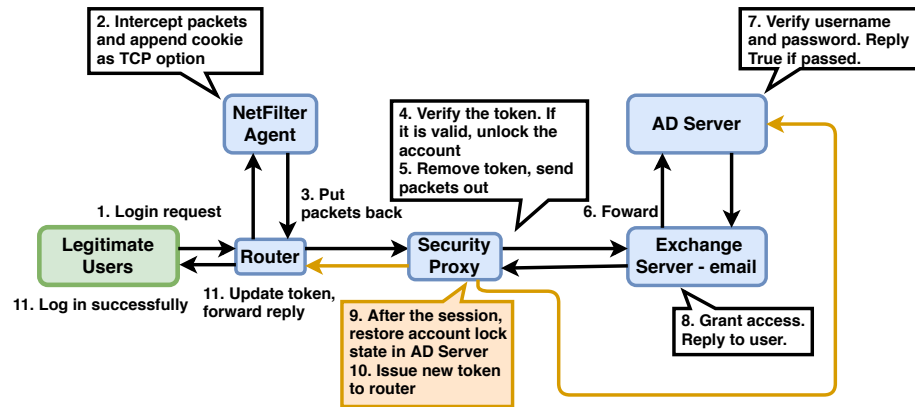 2. Intercept packets
and append cookie
as TCP option
7. Verify username
and password. Reply
True if passed.
NetFilter
Agent
4. Verify the token. If
it is valid, unlock the
account
5. Remove token, send
packets out
AD Server
1. Login request
3. Put
packets back
6. Foward
Legitimate
Users
Router
Security
Proxy
Exchange
Server - email
11. Log in successfully
11. Update token,
forward reply
9. After the session,
restore account lock
state in AD Server
10. Issue new token
to router
8. Grant access.
Reply to user.